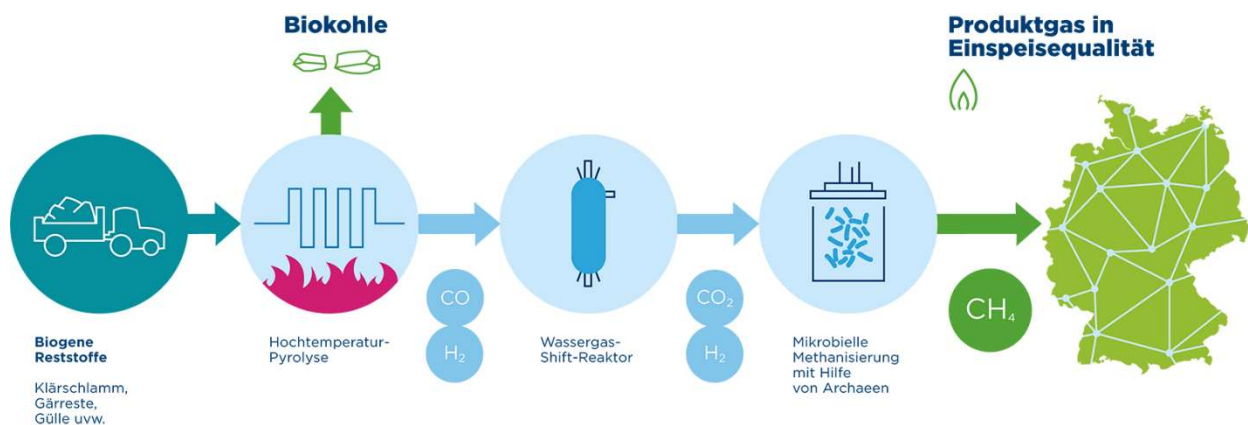 Biokohle
Produktgas in
Einspeisequalität
Biogene
Reststoffe
Klärschlamm,
Gärreste,
Gülle uvw.
Hochtemperatur-
Pyrolyse
CO
H₂
Wassergas-
Shift-Reaktor
CO₂
H₂
Mikrobielle
Methanisierung
mit Hilfe
von Archaeen
CH₄